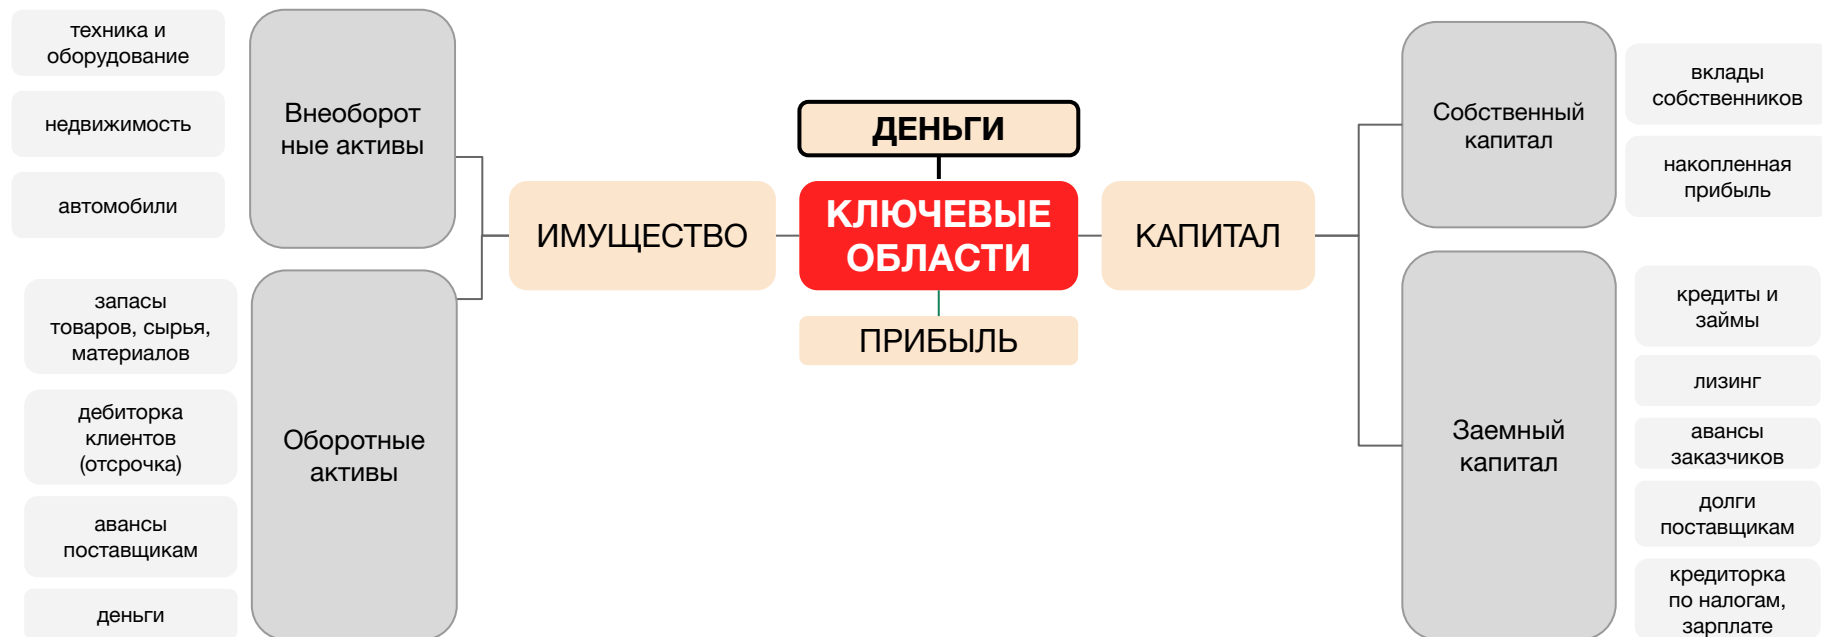 техника и
оборудование
недвижимость
автомобили
Внеоборот
ные активы
запасы
товаров, сырья,
материалов
дебиторка
клиентов
(отсрочка)
авансы
поставщикам
деньги
Оборотные
активы
ИМУЩЕСТВО
ДЕНЬГИ
КЛЮЧЕВЫЕ
ОБЛАСТИ
ПРИБЫЛЬ
КАПИТАЛ
Собственный
капитал
вклады
собственников
накопленная
прибыль
Заемный
капитал
кредиты и
займы
лизинг
авансы
заказчиков
долги
поставщикам
кредиторка
по налогам,
зарплате